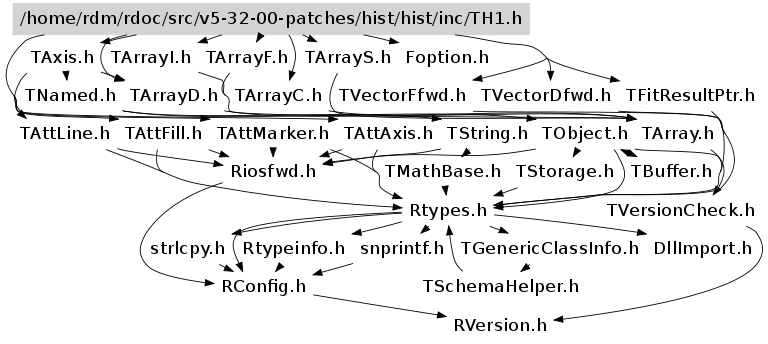 /home/rdm/rdoc/src/v5-32-00-patches/hist/hist/inc/TH1.h
TAxis.h TArrayI.h TArrayF.h TArrayS.h Foption.h
TNamed.h TArrayD.h TArrayC.h TVectorFfwd.h TVectorDfwd.h TFitResultPtr.h
TAttLine.h TAttFill.h TAttMarker.h TAttAxis.h TString.h TObject.h TArray.h
Riosfwd.h TMathBase.h TStorage.h TBuffer.h
Rtypes.h TVersionCheck.h
strlcpy.h Rtypeinfo.h snprintf.h TGenericClassInfo.h DllImport.h
RConfig.h TSchemaHelper.h
RVersion.h